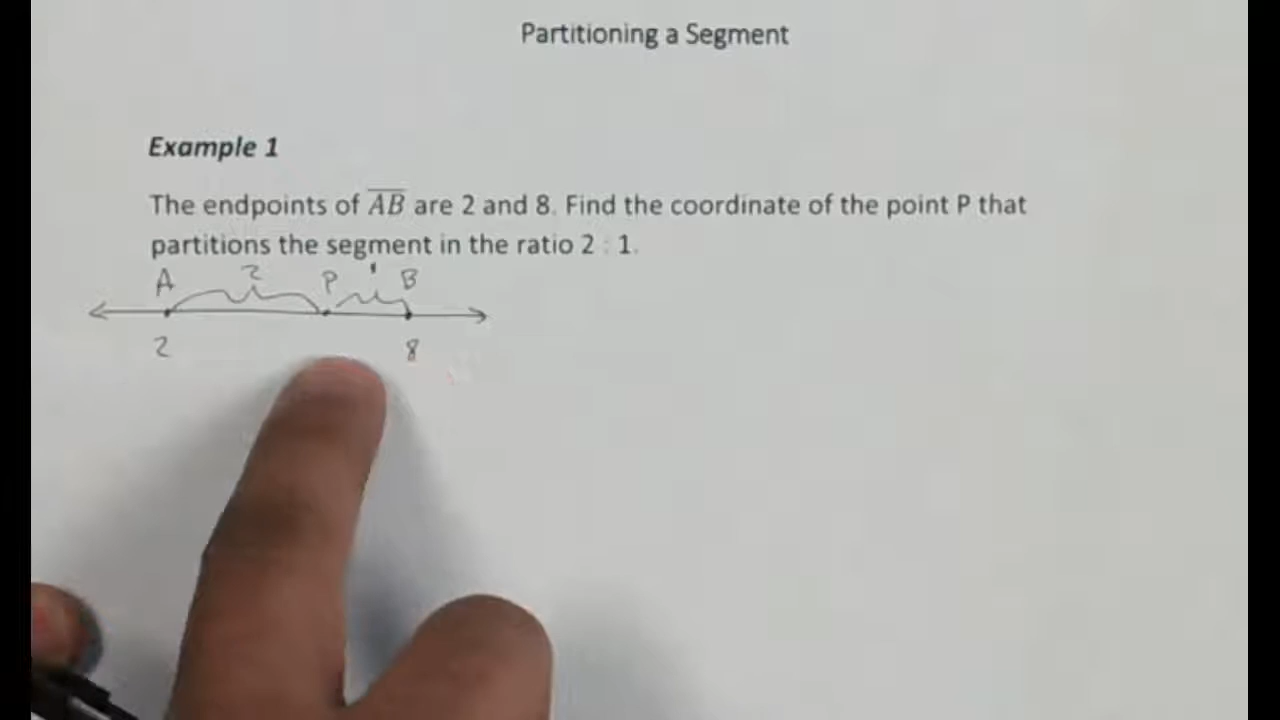 Partitioning a Segment
Example 1
The endpoints of AB are 2 and 8. Find the coordinate of the point P that
partitions the segment in the ratio 2 : 1.
A 2 P 1 B
2 8